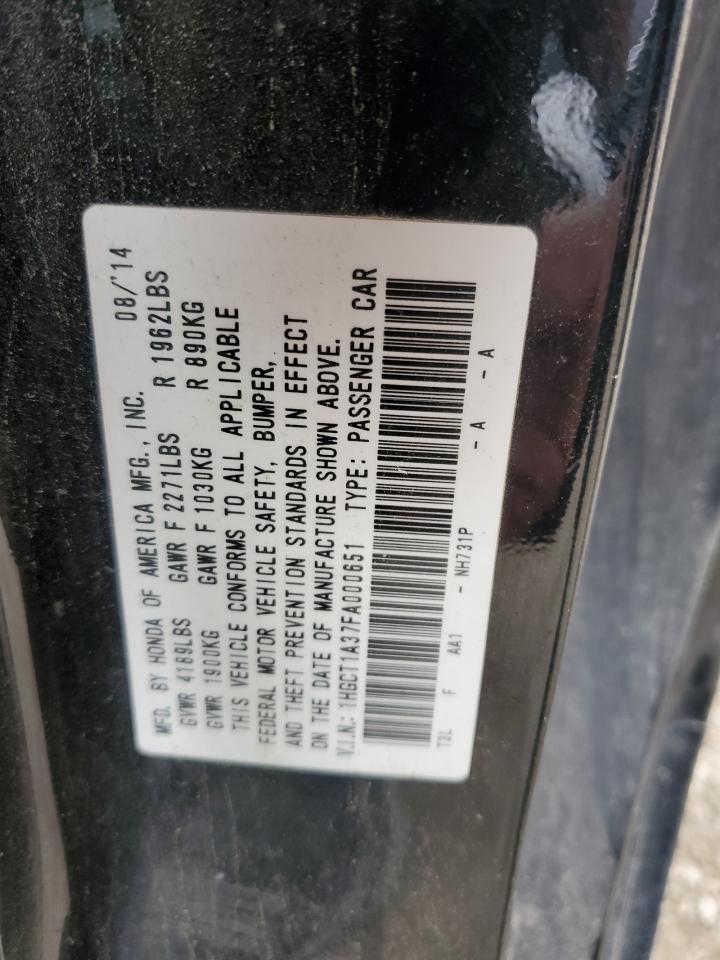 MFD. BY HONDA OF AMERICA MFG., INC. 08/'14
GVWR 4189LBS GAWR F 2271LBS R 1962LBS
GVWR 1900KG GAWR F 1030KG R 890KG
THIS VEHICLE CONFORMS TO ALL APPLICABLE
FEDERAL MOTOR VEHICLE SAFETY, BUMPER,
AND THEFT PREVENTION STANDARDS IN EFFECT
ON THE DATE OF MANUFACTURE SHOWN ABOVE.
V.I.N.: 1HGCT1A37FA000651 TYPE: PASSENGER CAR
T3L F AA1 - NH731P - A - A